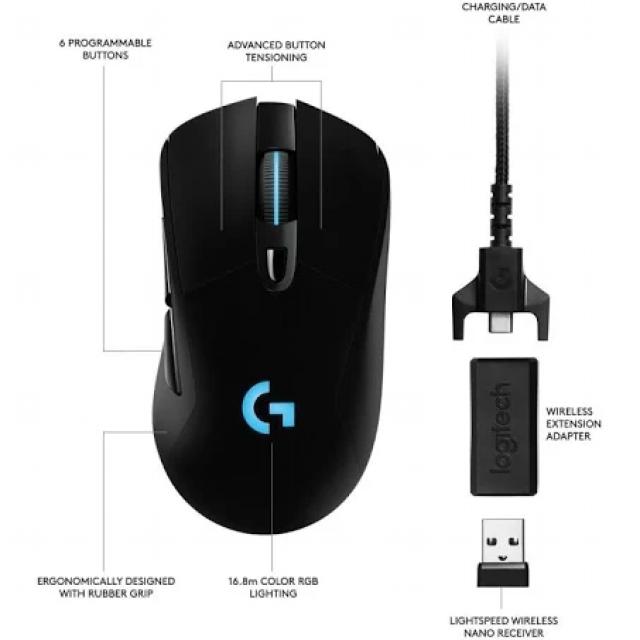 CHARGING/DATA
CABLE
6 PROGRAMMABLE
BUTTONS
ADVANCED BUTTON
TENSIONING
G
G
logitech
WIRELESS
EXTENSION
ADAPTER
ERGONOMICALLY DESIGNED
WITH RUBBER GRIP
16.8m COLOR RGB
LIGHTING
LIGHTSPEED WIRELESS
NANO RECEIVER